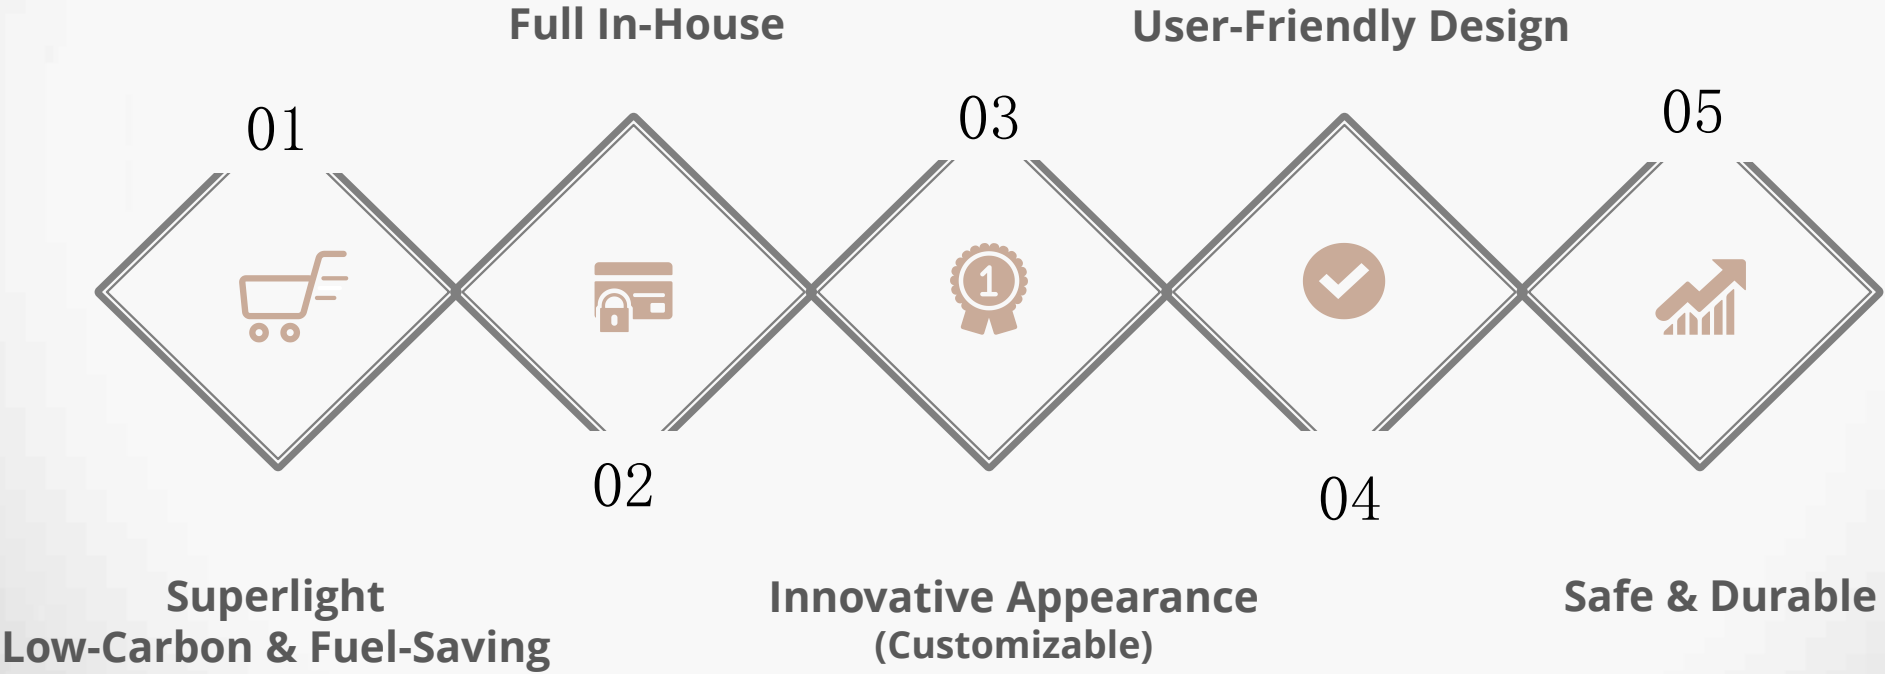 Full In-House
User-Friendly Design
01
03
05
1
02
04
Superlight
Low-Carbon & Fuel-Saving
Innovative Appearance
(Customizable)
Safe & Durable